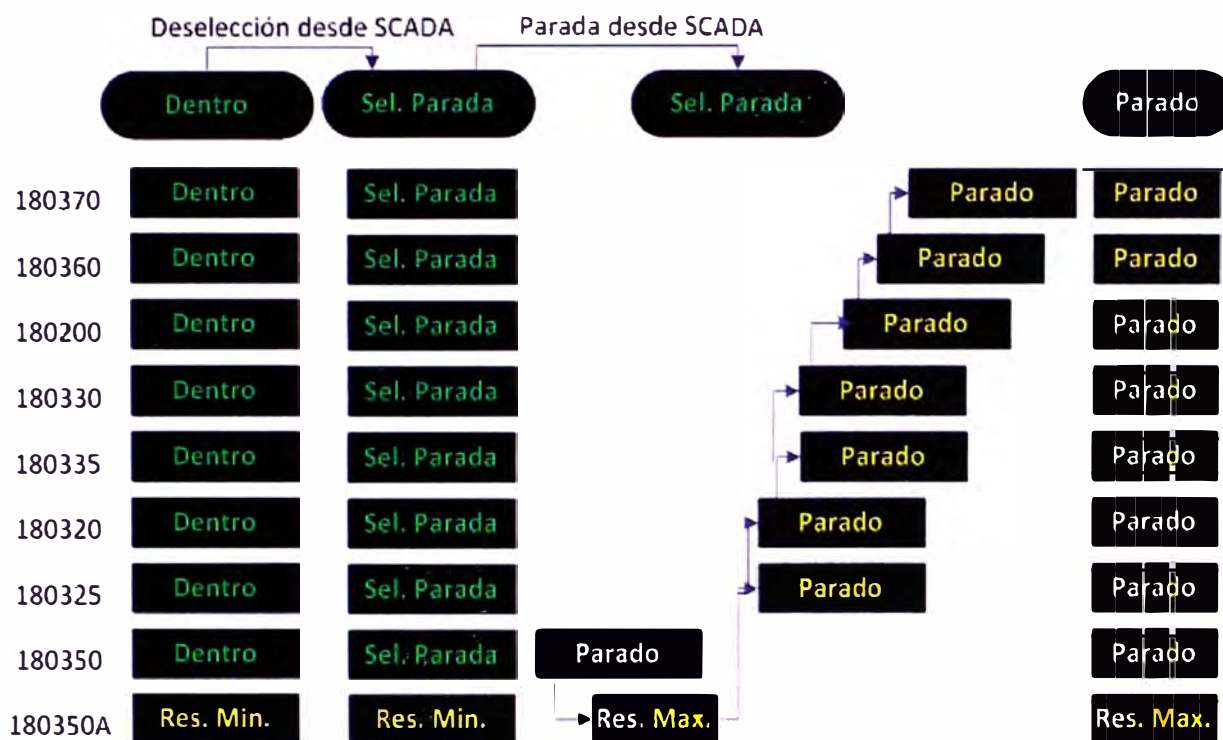 Deselección desde SCADA Parada desde SCADA
Dentro Sel. Parada Sel. Parada Parado
180370 Dentro Sel. Parada Parado Parado
180360 Dentro Sel. Parada Parado Parado
180200 Dentro Sel. Parada Parado Parado
180330 Dentro Sel. Parada Parado Parado
180335 Dentro Sel. Parada Parado Parado
180320 Dentro Sel. Parada Parado Parado
180325 Dentro Sel. Parada Parado Parado
180350 Dentro Sel. Parada Parado Parado
180350A Res. Min. Res. Min. Res. Max. Res. Max.